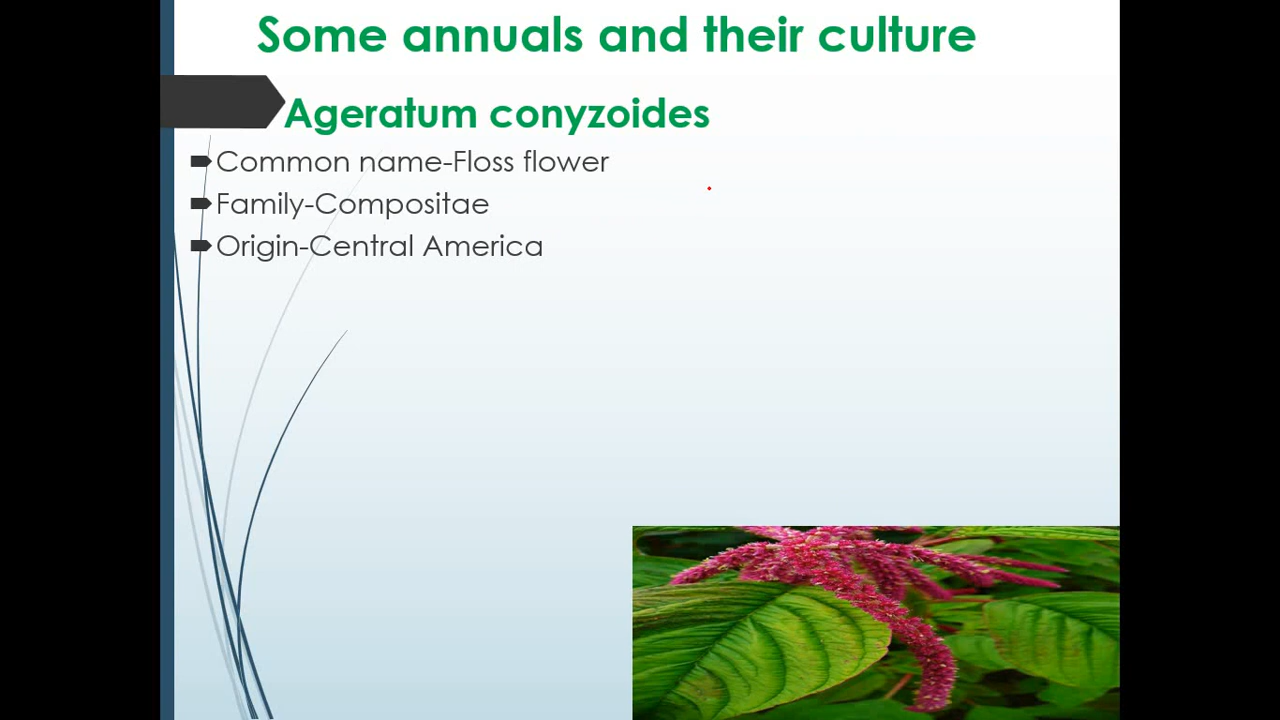 Some annuals and their culture
Ageratum conyzoides
Common name-Floss flower
Family-Compositae
Origin-Central America